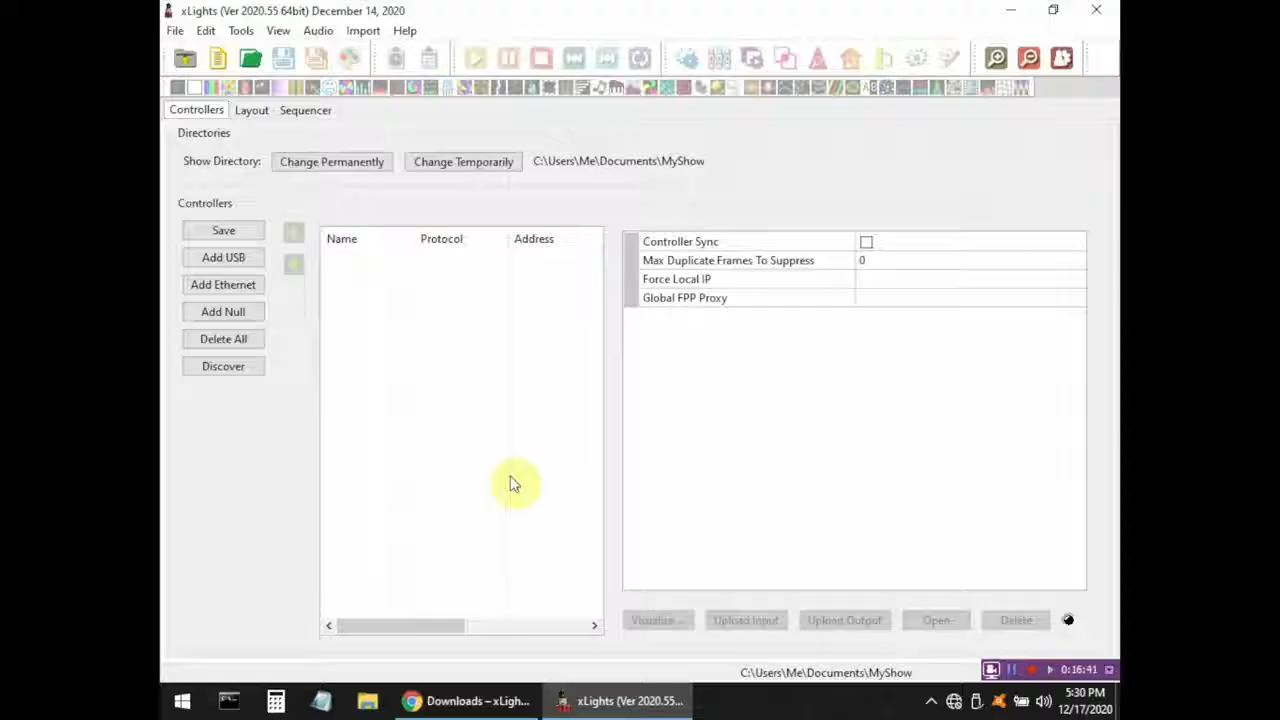 xLights (Ver 2020.55 64bit) December 14, 2020
File Edit Tools View Audio Import Help
Controllers Layout Sequencer
Directories
Show Directory: Change Permanently Change Temporarily C:\Users\Me\Documents\MyShow
Controllers
Save
Add USB
Add Ethernet
Add Null
Delete All
Discover
Name Protocol Address
Controller Sync
Max Duplicate Frames To Suppress 0
Force Local IP
Global FPP Proxy
Visualise... Upload Input Upload Output Open Delete
C:\Users\Me\Documents\MyShow
0:16:41
Downloads – xLigh... xLights (Ver 2020.55...
5:30 PM
12/17/2020